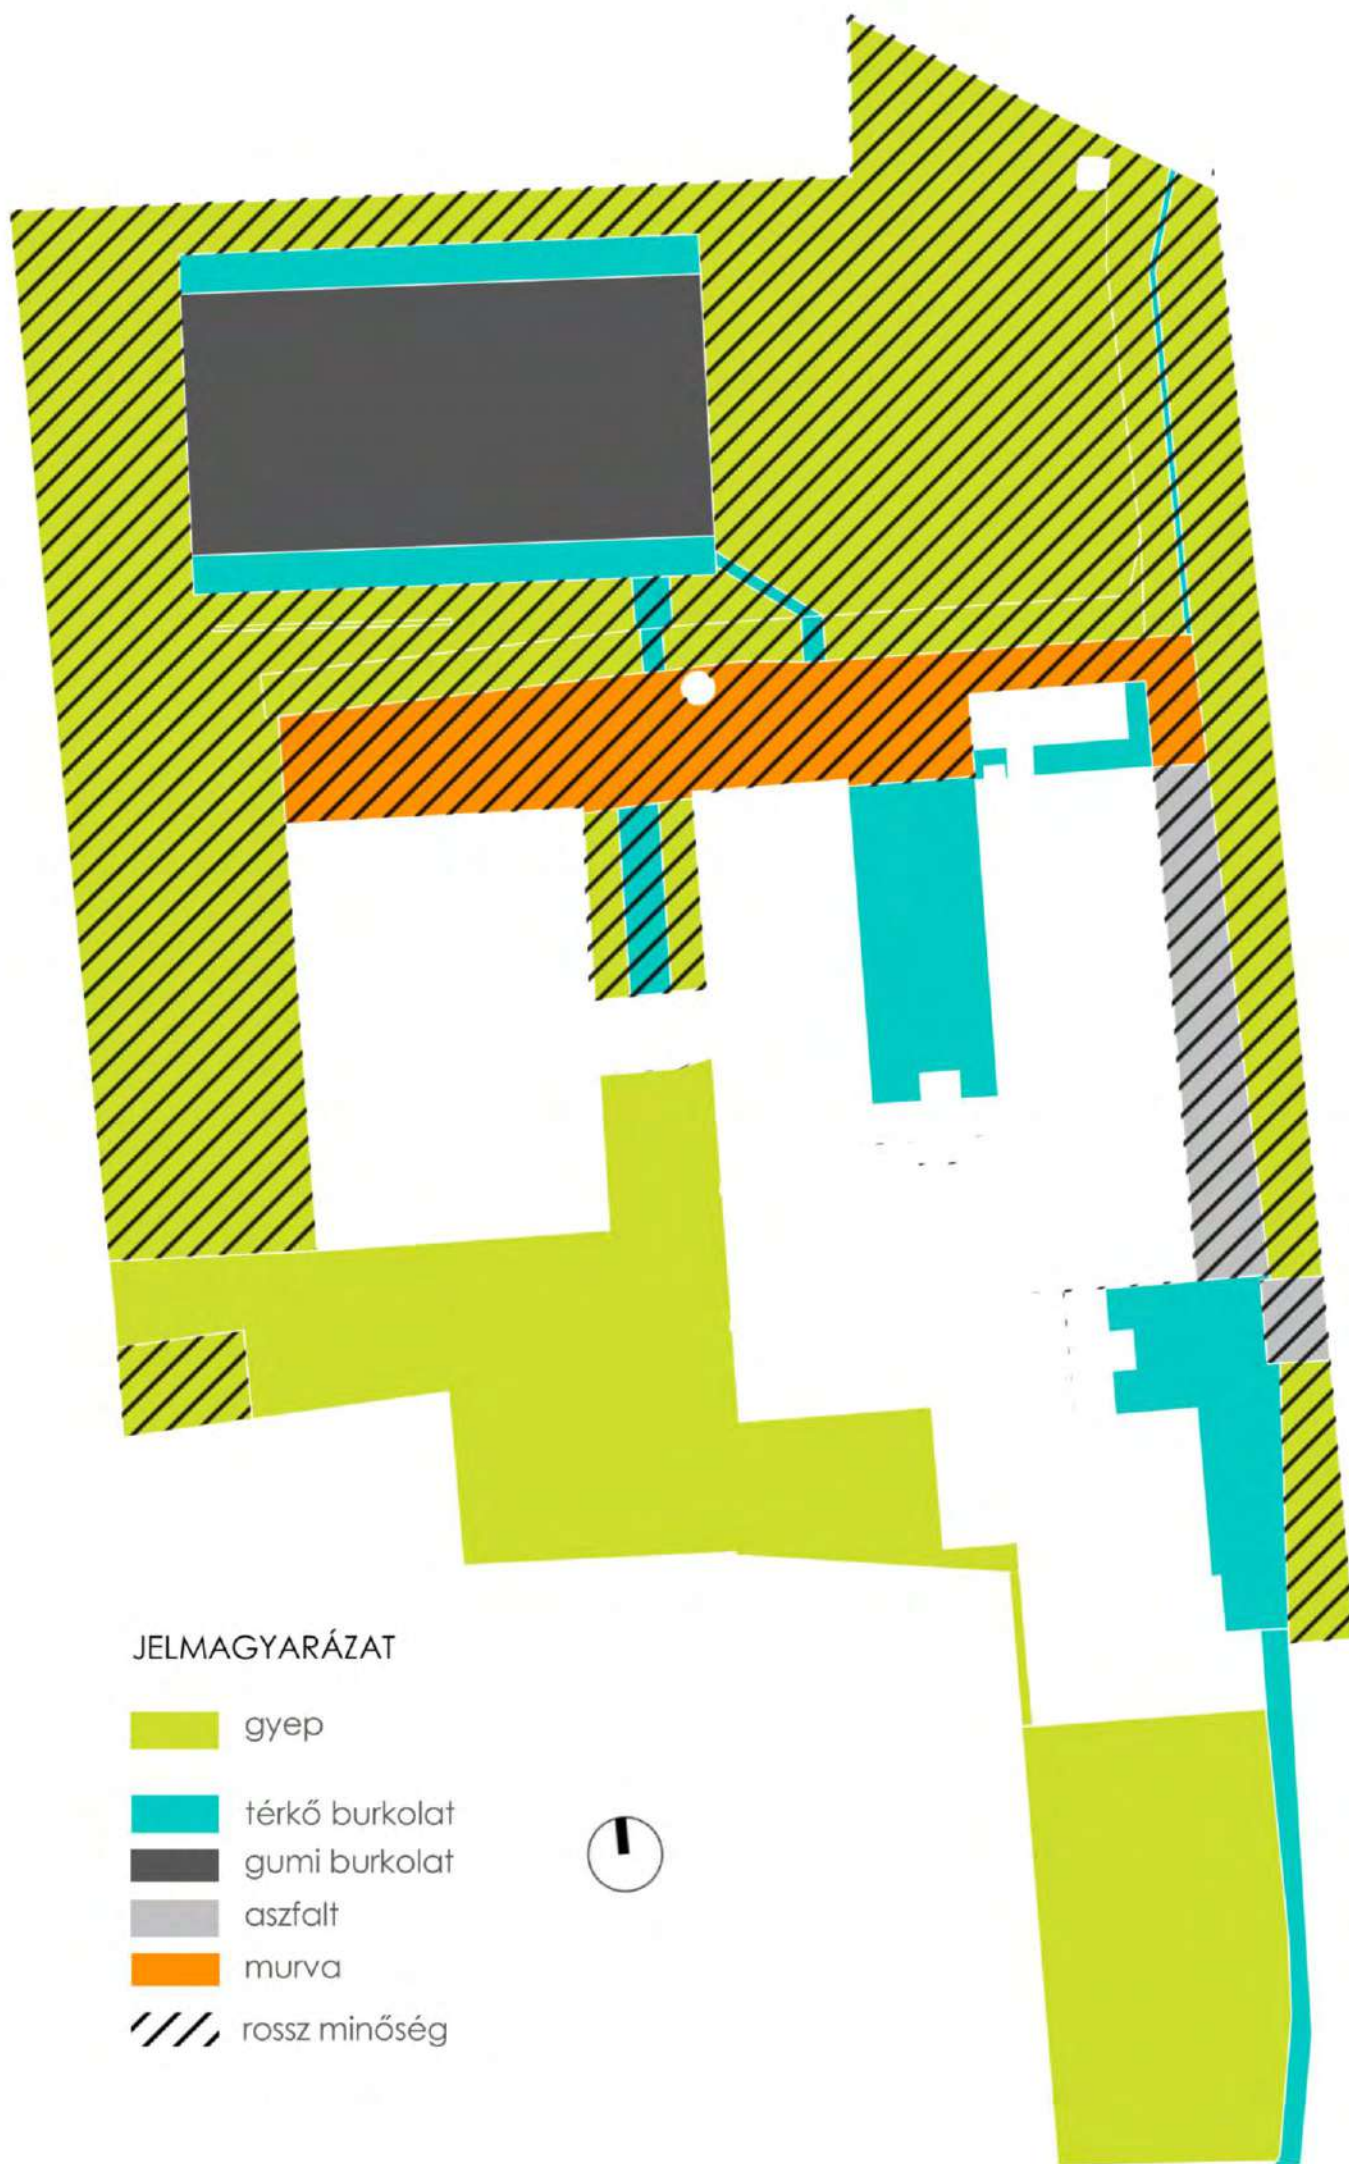 JELMAGYARÁZAT
gyep
térkő burkolat
gumi burkolat
aszfalt
murva
rossz minőség